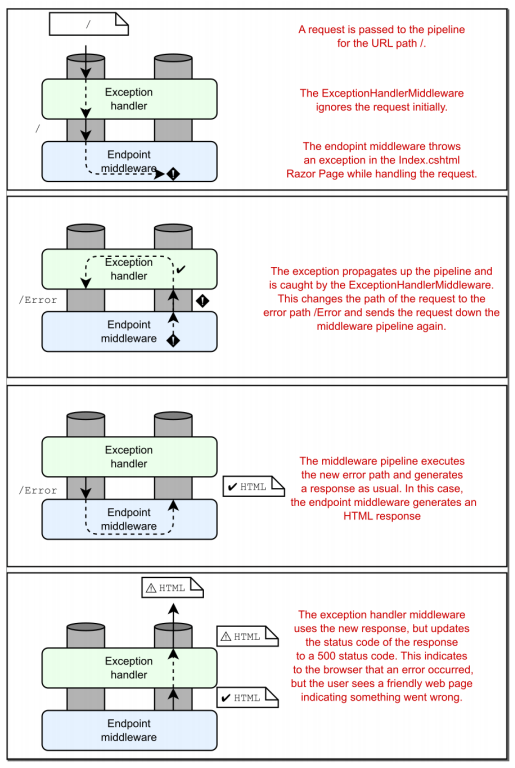 /
A request is passed to the pipeline
for the URL path /.
Exception
handler
The ExceptionHandlerMiddleware
ignores the request initially.
/
Endpoint
middleware
The endopint middleware throws
an exception in the Index.cshtml
Razor Page while handling the request.
Exception
handler
/Error
Endpoint
middleware
The exception propagates up the pipeline and
is caught by the ExceptionHandlerMiddleware.
This changes the path of the request to the
error path /Error and sends the request down the
middleware pipeline again.
Exception
handler
/Error
Endpoint
middleware
✔ HTML
The middleware pipeline executes
the new error path and generates
a response as usual. In this case,
the endpoint middleware generates an
HTML response
⚠ HTML
⚠ HTML
Exception
handler
✔ HTML
Endpoint
middleware
The exception handler middleware
uses the new response, but updates
the status code of the response
to a 500 status code. This indicates
to the browser that an error occurred,
but the user sees a friendly web page
indicating something went wrong.